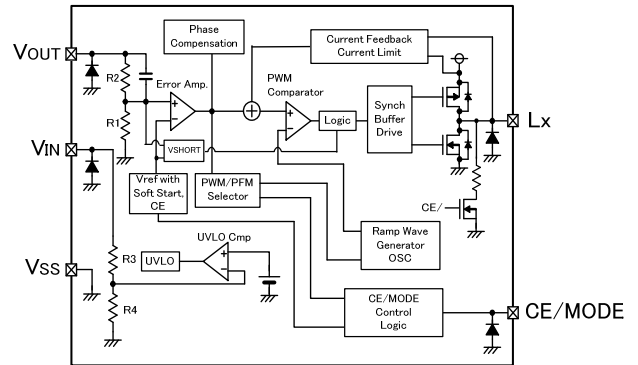 Phase
Compensation
Current Feedback
Current Limit
VOUT
R2
Error Amp.
PWM
Comparator
R1
+
−
+
+
−
Logic
Synch
Buffer
Drive
Lx
VIN
VSHORT
Vref with
Soft Start,
CE
PWM/PFM
Selector
CE/
Ramp Wave
Generator
OSC
UVLO Cmp
R3
UVLO
+
−
VSS
R4
CE/MODE
Control
Logic
CE/MODE